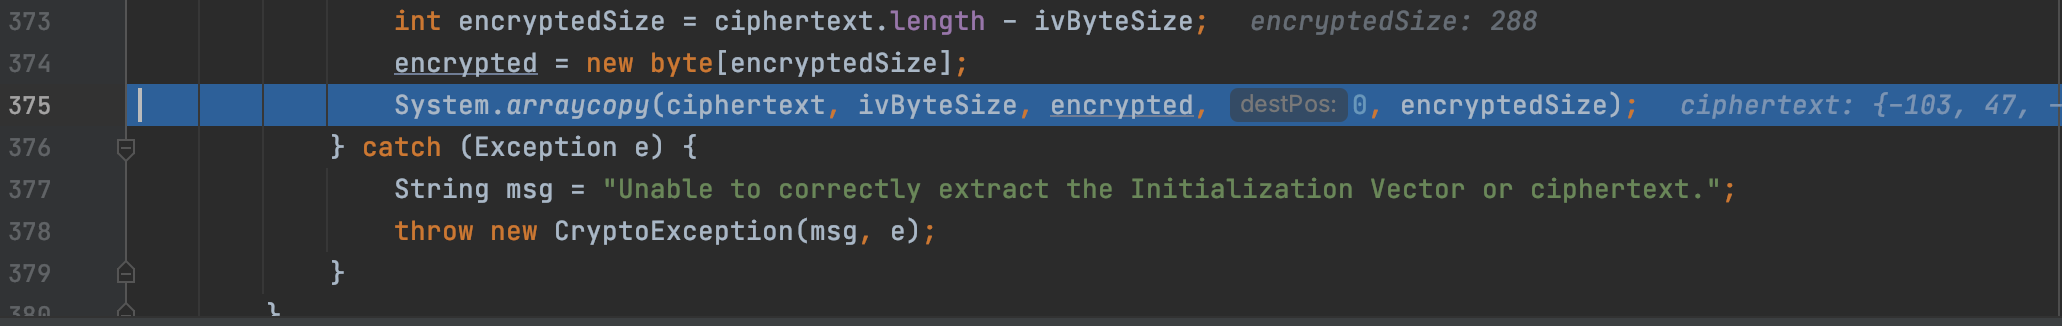 373 int encryptedSize = ciphertext.length - ivByteSize; encryptedSize: 288
374 encrypted = new byte[encryptedSize];
375 System.arraycopy(ciphertext, ivByteSize, encrypted, destPos: 0, encryptedSize); ciphertext: {-103, 47, -
376 } catch (Exception e) {
377 String msg = "Unable to correctly extract the Initialization Vector or ciphertext.";
378 throw new CryptoException(msg, e);
379 }
380 }